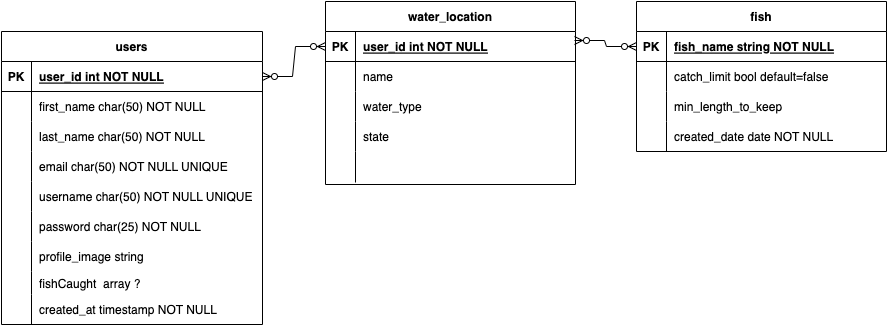 users
PK user_id int NOT NULL
first_name char(50) NOT NULL
last_name char(50) NOT NULL
email char(50) NOT NULL UNIQUE
username char(50) NOT NULL UNIQUE
password char(25) NOT NULL
profile_image string
fishCaught array ?
created_at timestamp NOT NULL
water_location
PK user_id int NOT NULL
name
water_type
state
fish
PK fish_name string NOT NULL
catch_limit bool default=false
min_length_to_keep
created_date date NOT NULL